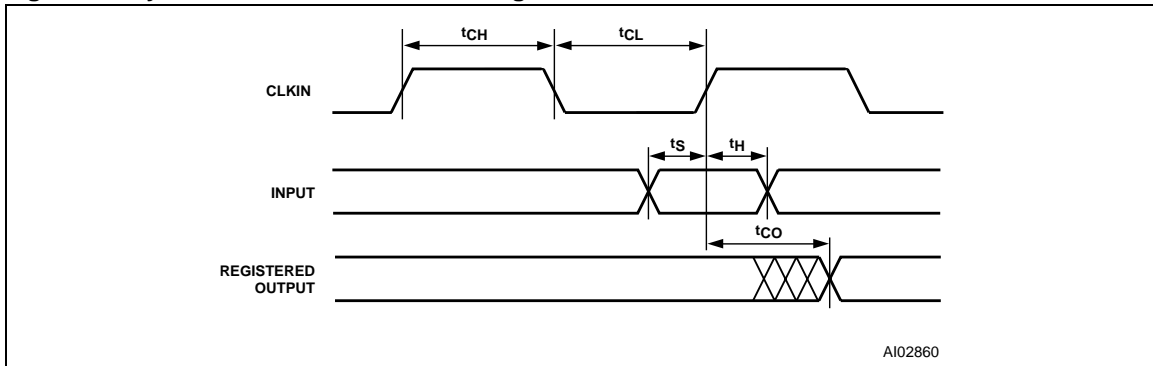 tCH
tCL
CLKIN
tS
tH
INPUT
tCO
REGISTERED
OUTPUT
AI02860